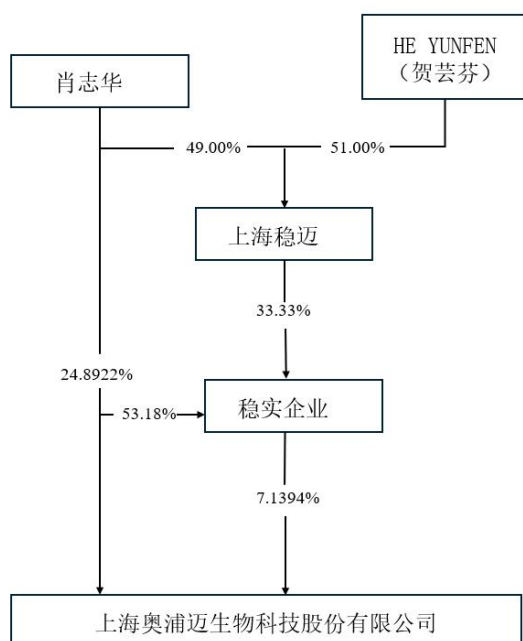 HE YUNFEN
（贺芸芬）
肖志华
49.00%
51.00%
上海稳迈
33.33%
24.8922%
53.18%
稳实企业
7.1394%
上海奥浦迈生物科技股份有限公司